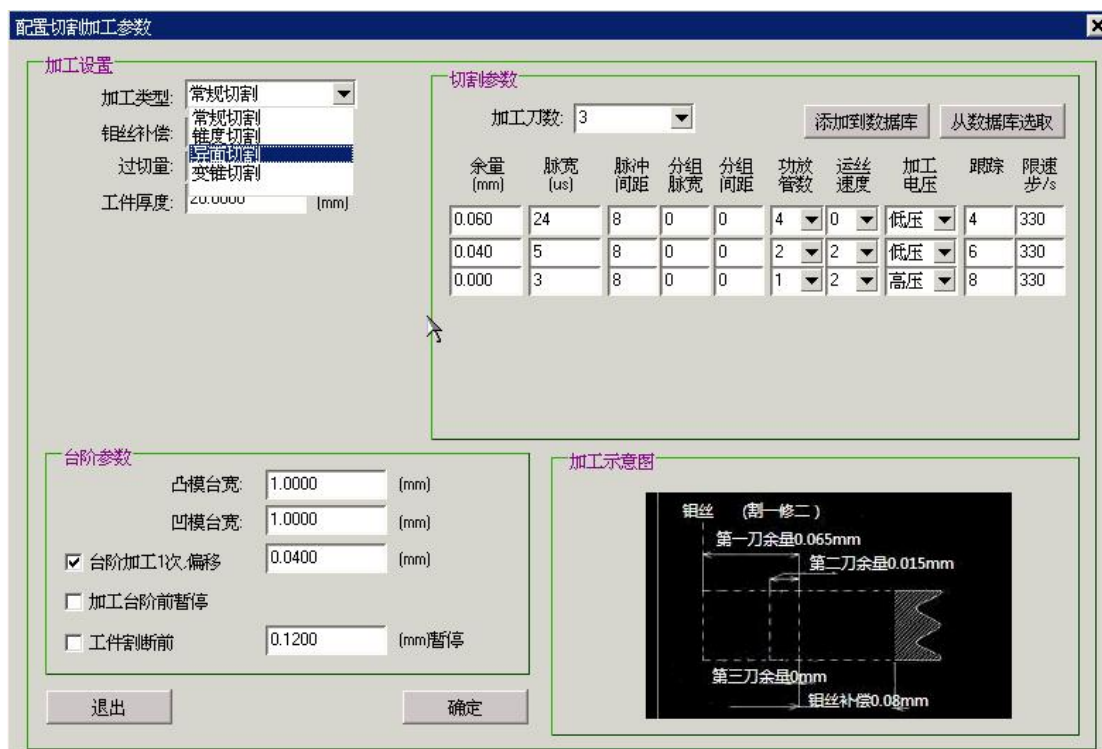 配置切割加工参数
加工设置
加工类型: 常规切割
常规切割
钼丝补偿: 锥度切割
异面切割
过切量: 变锥切割
工件厚度: 20.0000 (mm)
切割参数
加工刀数: 3 添加到数据库 从数据库选取
余量 脉宽 脉冲 分组 分组 功放 运丝 加工 跟踪 限速
(mm) (us) 间距 脉宽 间距 管数 速度 电压 步/s
0.060 24 8 0 0 4 0 低压 4 330
0.040 5 8 0 0 2 2 低压 6 330
0.000 3 8 0 0 1 2 高压 8 330
台阶参数
凸模台宽: 1.0000 (mm)
凹模台宽: 1.0000 (mm)
台阶加工1次,偏移 0.0400 (mm)
加工台阶前暂停
工件割断前 0.1200 (mm)暂停
退出 确定
加工示意图
钼丝 (割一修二)
第一刀余量0.065mm
第二刀余量0.015mm
第三刀余量0mm
钼丝补偿0.08mm